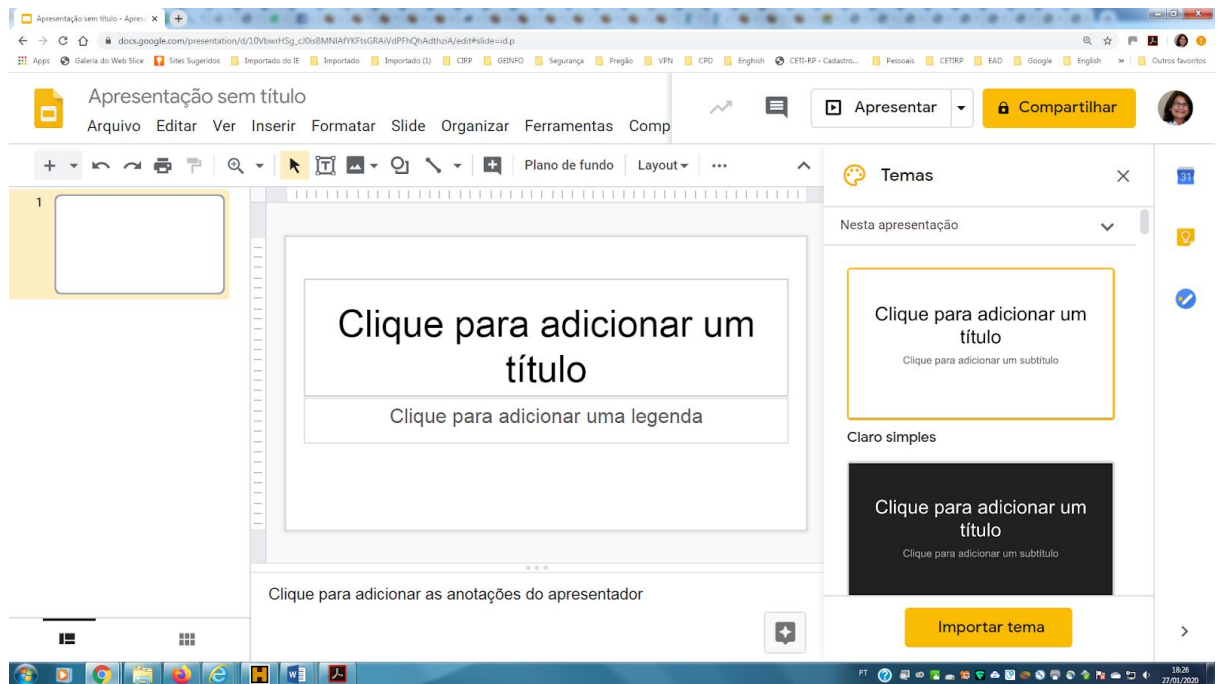 Apresentação sem título - Apres
docs.google.com/presentation/d/10VbwrHSg_cJ0isBMNIAfYKFtsGRAiVdPFhQhAdthziA/edit#slide=id.p
Apps Galeria do Web Slice Sites Sugeridos Importado do IE Importado Importado (1) CIRP GEINFO Segurança Pregão VPN CPD Enghish CETI-RP - Cadastro... Pessoais CETIRP EAD Google English » Outros favoritos
Apresentação sem título
Arquivo Editar Ver Inserir Formatar Slide Organizar Ferramentas Comp
Apresentar
Compartilhar
Plano de fundo Layout
Temas
31
1
Nesta apresentação
Clique para adicionar um
título
Clique para adicionar uma legenda
Clique para adicionar um
título
Clique para adicionar um subtítulo
Claro simples
Clique para adicionar um
título
Clique para adicionar um subtítulo
Clique para adicionar as anotações do apresentador
Importar tema
PT
18:26
27/01/2020